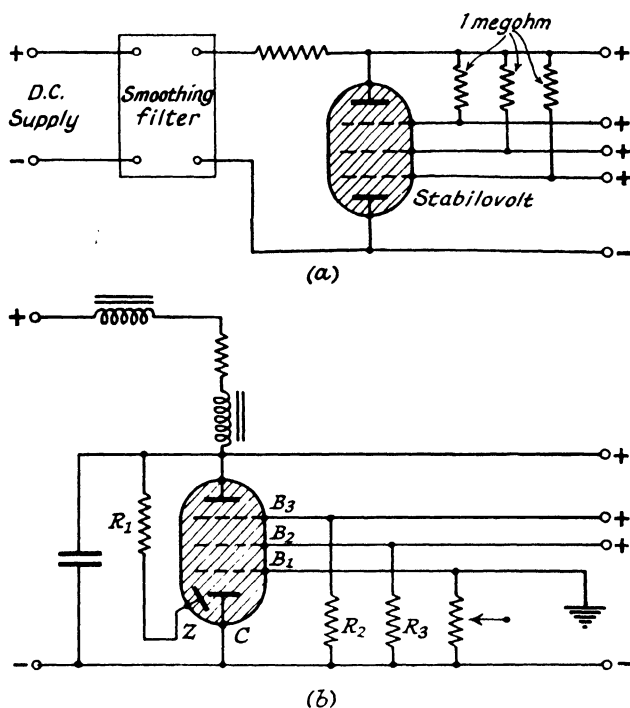 1 megohm
+
+
D.C.
Supply
Smoothing
filter
+
+
+
-
Stabilovolt
-
(a)
+
+
R1
B3
+
B2
+
B1
Z
C
R2
R3
-
-
(b)